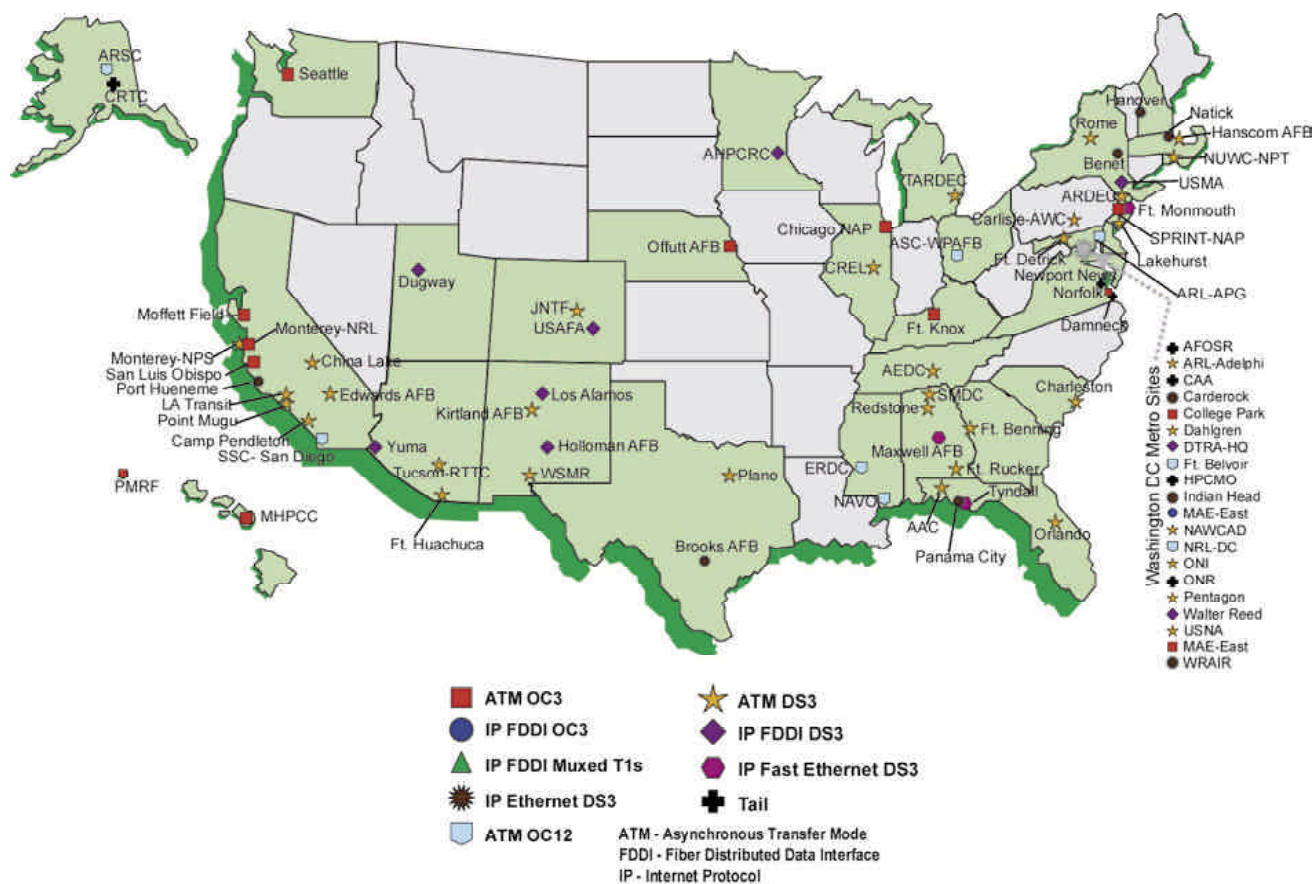 ARSC
CRTC
Seattle
AHPCRC
TARDEC
Hanover
Natick
Rome
Hanscom AFB
Benet
NUWC-NPT
USMA
ARDEC
Ft. Monmouth
Carlisle-AWC
SPRINT-NAP
Chicago NAP
ASC-WPAFB
Offutt AFB
Ft. Detrick
Lakehurst
CREL
Newport News
ARL-APG
Norfolk
Damneck
Dugway
JNTF
USAFA
Ft. Knox
Moffett Field
Monterey-NRL
Monterey-NPS
China Lake
San Luis Obispo
Port Hueneme
Edwards AFB
LA Transit
Point Mugu
Camp Pendleton
SSC- San Diego
Los Alamos
Kirtland AFB
Yuma
Holloman AFB
Tucson-RTTC
WSMR
Ft. Huachuca
Plano
Brooks AFB
AEDC
SMDC
Redstone
Charleston
Ft. Benning
Maxwell AFB
ERDC
Ft. Rucker
NAVO
Tyndall
AAC
Panama City
Orlando
PMRF
MHPCC
Washington DC Metro Sites
AFOSR
ARL-Adelphi
CAA
Carderock
College Park
Dahlgren
DTRA-HQ
Ft. Belvoir
HPCMO
Indian Head
MAE-East
NAWCAD
NRL-DC
ONI
ONR
Pentagon
Walter Reed
USNA
MAE-East
WRAIR
ATM OC3
IP FDDI OC3
IP FDDI Muxed T1s
IP Ethernet DS3
ATM OC12
ATM DS3
IP FDDI DS3
IP Fast Ethernet DS3
Tail
ATM - Asynchronous Transfer Mode
FDDI - Fiber Distributed Data Interface
IP - Internet Protocol